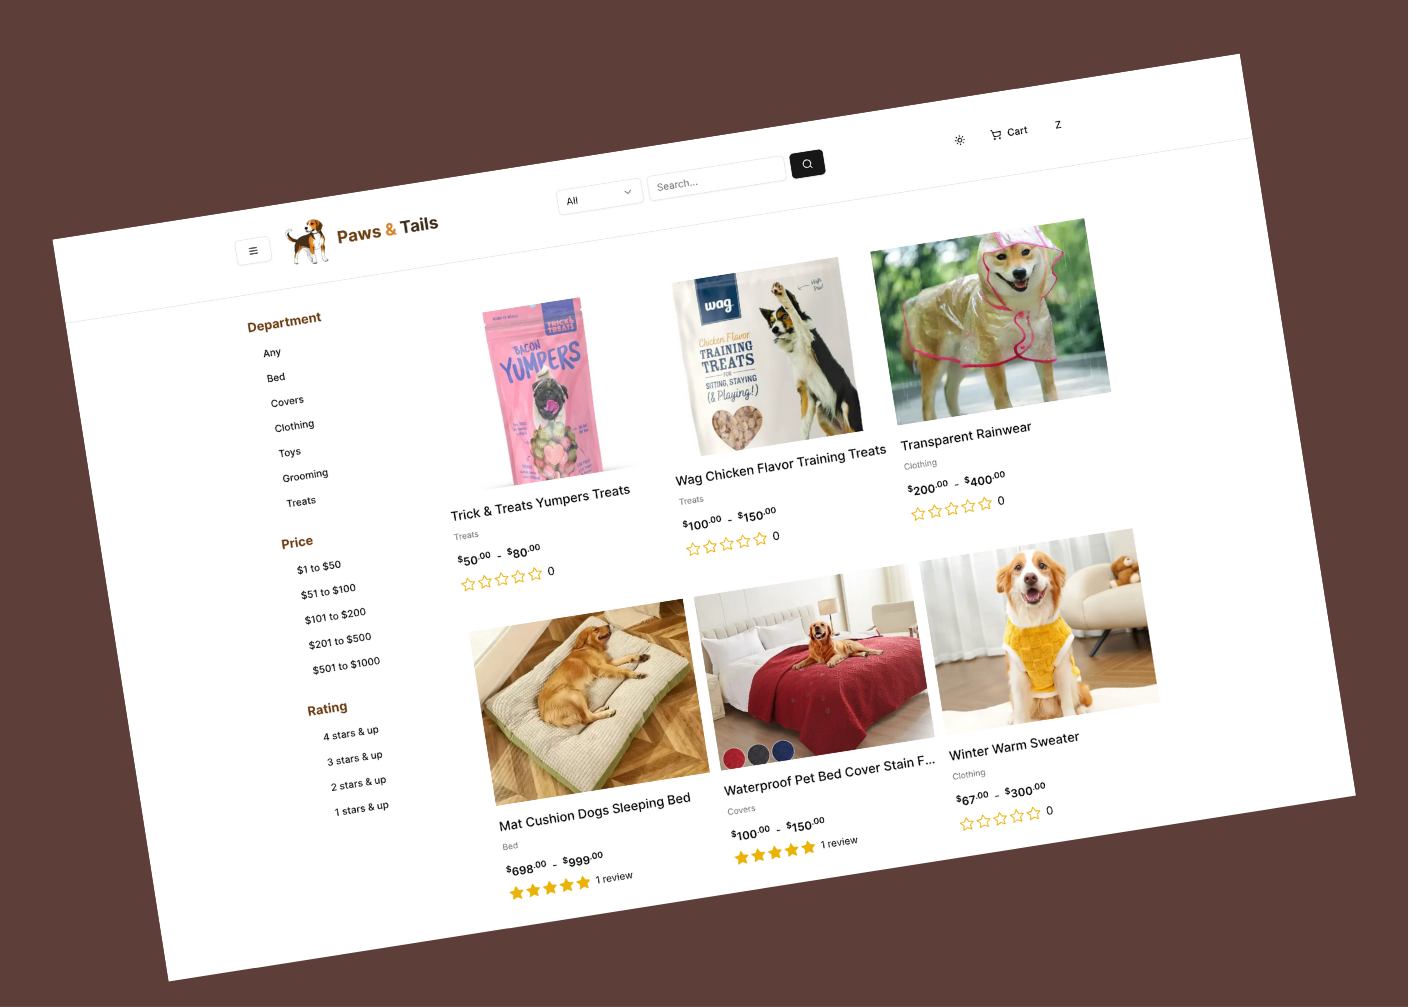 Paws & Tails
All
Search...
Cart
Z
Department
Any
Bed
Covers
Clothing
Toys
Grooming
Treats
Price
$1 to $50
$51 to $100
$101 to $200
$201 to $500
$501 to $1000
Rating
4 stars & up
3 stars & up
2 stars & up
1 stars & up
TRICKS
TREATS
BACON
YUMPERS
Trick & Treats Yumpers Treats
Treats
$50.00 - $80.00
0
wag
High
Paw!
Chicken Flavor
TRAINING
TREATS
FOR
SITTING, STAYING
(& Playing!)
Wag Chicken Flavor Training Treats
Treats
$100.00 - $150.00
0
Transparent Rainwear
Clothing
$200.00 - $400.00
0
Mat Cushion Dogs Sleeping Bed
Bed
$698.00 - $999.00
1 review
Waterproof Pet Bed Cover Stain F...
Covers
$100.00 - $150.00
1 review
Winter Warm Sweater
Clothing
$67.00 - $300.00
0